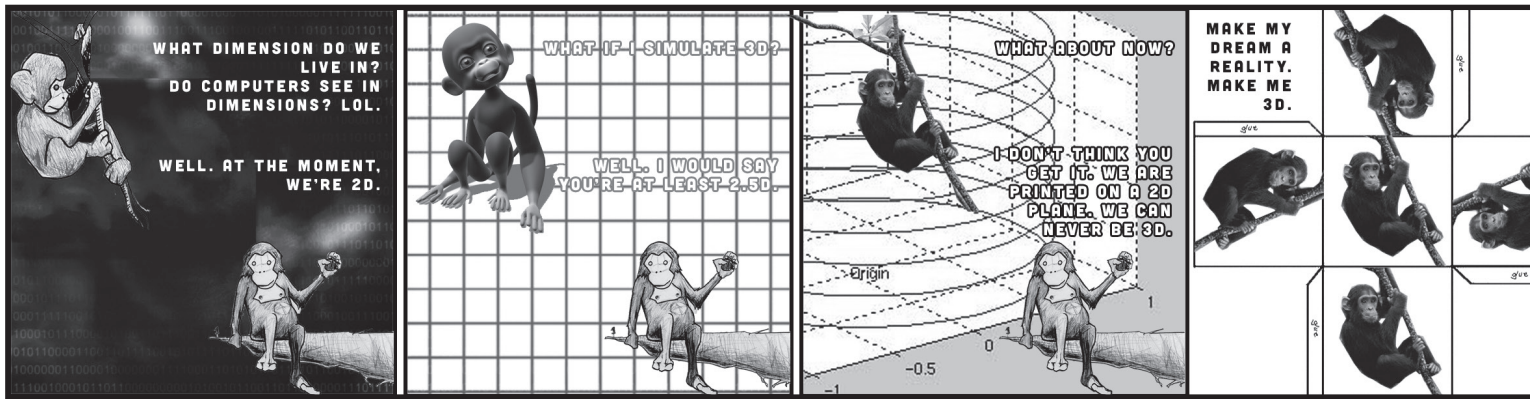 WHAT DIMENSION DO WE
LIVE IN?
DO COMPUTERS SEE IN
DIMENSIONS? LOL.
WELL. AT THE MOMENT,
WE'RE 2D.
WHAT IF I SIMULATE 3D?
WELL. I WOULD SAY
YOU'RE AT LEAST 2.5D.
1
WHAT ABOUT NOW?
I DON'T THINK YOU
GET IT. WE ARE
PRINTED ON A 2D
PLANE. WE CAN
NEVER BE 3D.
Origin
1
1
0
-0.5
-1
MAKE MY
DREAM A
REALITY.
MAKE ME
3D.
glue
glue
glue
glue